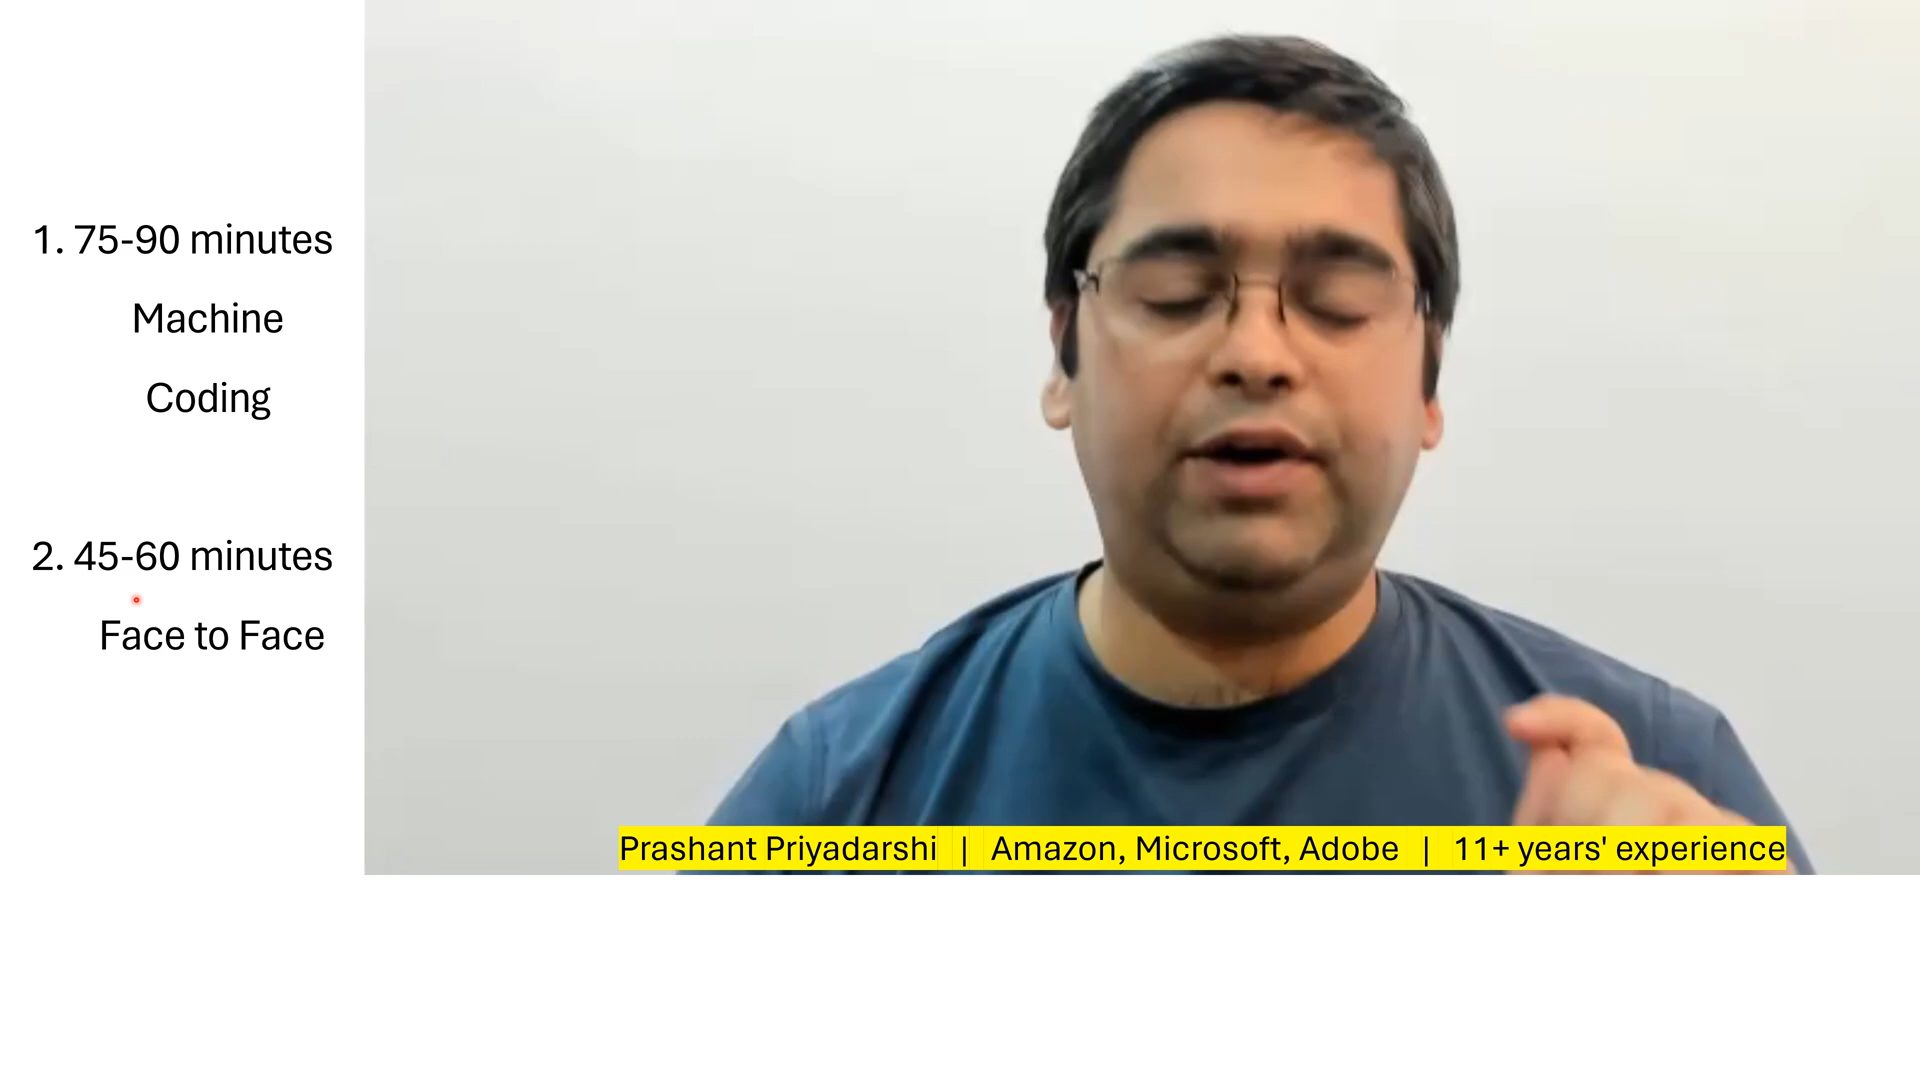 1. 75-90 minutes
Machine
Coding
2. 45-60 minutes
Face to Face
Prashant Priyadarshi | Amazon, Microsoft, Adobe | 11+ years' experience